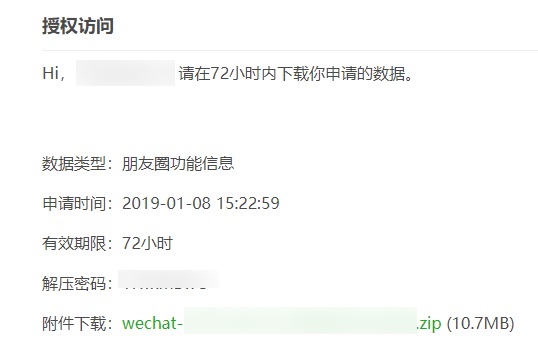 授权访问
Hi， 请在72小时内下载你申请的数据。
数据类型：朋友圈功能信息
申请时间：2019-01-08 15:22:59
有效期限：72小时
解压密码：
附件下载：wechat- .zip (10.7MB)